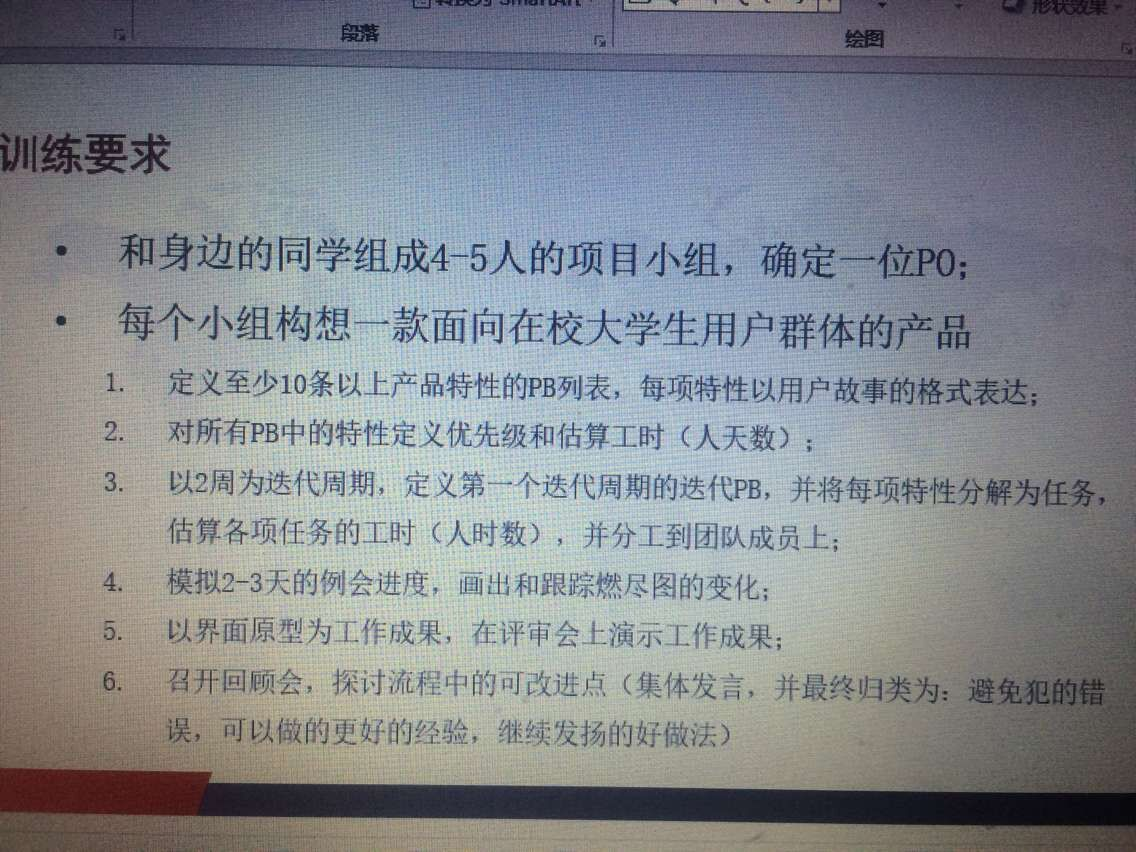 段落
绘图
形状效果
训练要求
• 和身边的同学组成4-5人的项目小组，确定一位PO;
• 每个小组构想一款面向在校大学生用户群体的产品
1. 定义至少10条以上产品特性的PB列表，每项特性以用户故事的格式表达;
2. 对所有PB中的特性定义优先级和估算工时（人天数）;
3. 以2周为迭代周期，定义第一个迭代周期的迭代PB，并将每项特性分解为任务，
估算各项任务的工时（人时数），并分工到团队成员上;
4. 模拟2-3天的例会进度，画出和跟踪燃尽图的变化;
5. 以界面原型为工作成果，在评审会上演示工作成果;
6. 召开回顾会，探讨流程中的可改进点（集体发言，并最终归类为: 避免犯的错
误，可以做的更好的经验，继续发扬的好做法）